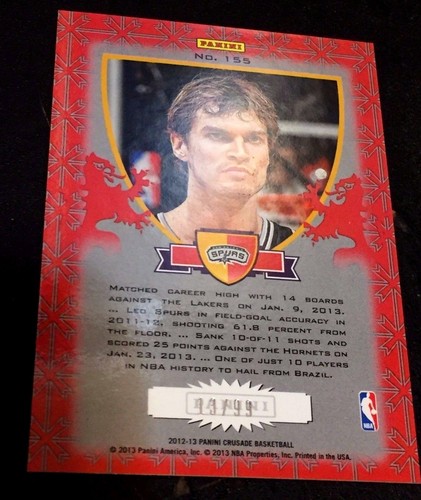 PANINI
No. 155
SPURS
Matched career high with 14 boards
against the Lakers on Jan. 9, 2013.
... Led Spurs in field-goal accuracy in
2011-12, shooting 61.8 percent from
the floor. ... Sank 10-of-11 shots and
scored 25 points against the Hornets on
Jan. 23, 2013. ... One of just 10 players
in NBA history to hail from Brazil.
PANINI
/99
NBA
2012-13 PANINI CRUSADE BASKETBALL
© 2013 Panini America, Inc. © 2013 NBA Properties, Inc. Printed in the USA.